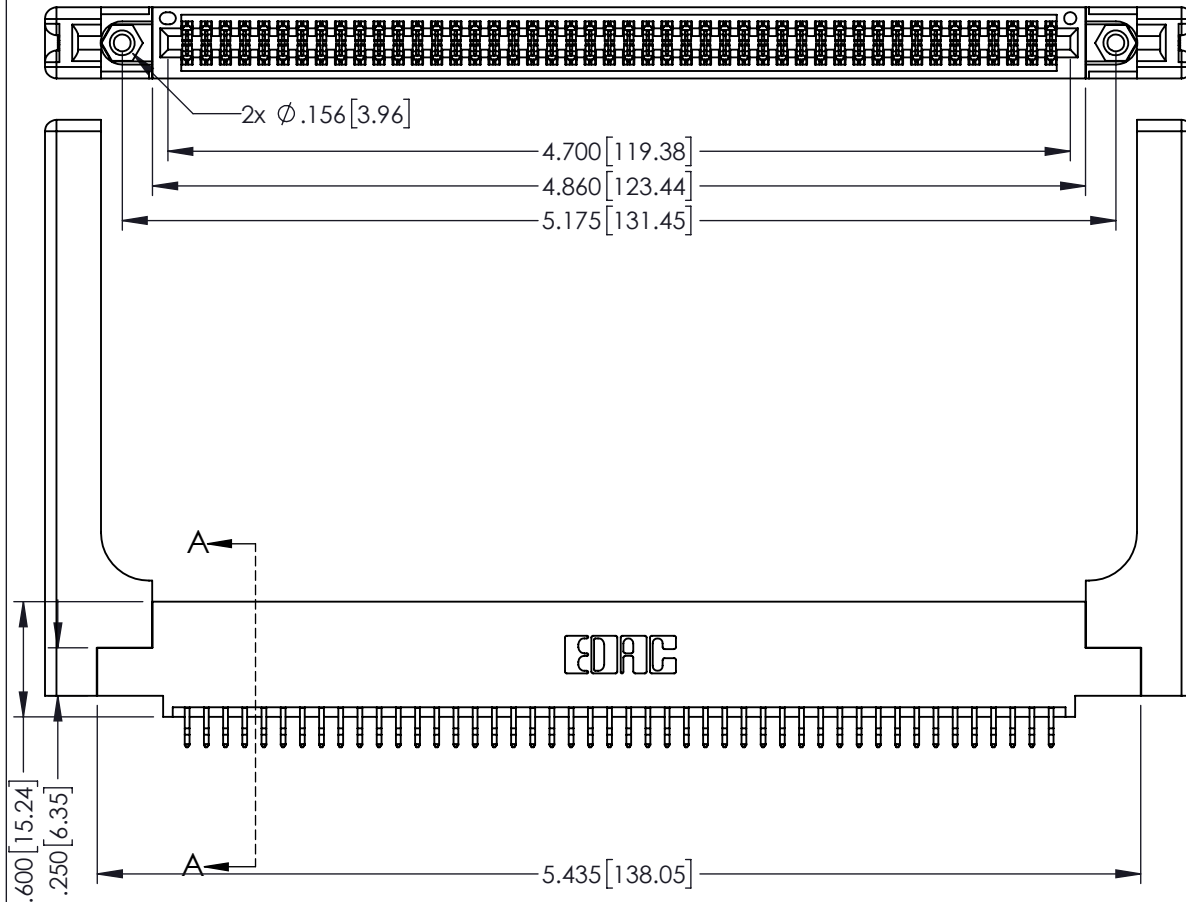 2x Ø.156[3.96]
4.700[119.38]
4.860[123.44]
5.175[131.45]
A
EDAC
.600[15.24]
.250[6.35]
A
5.435[138.05]